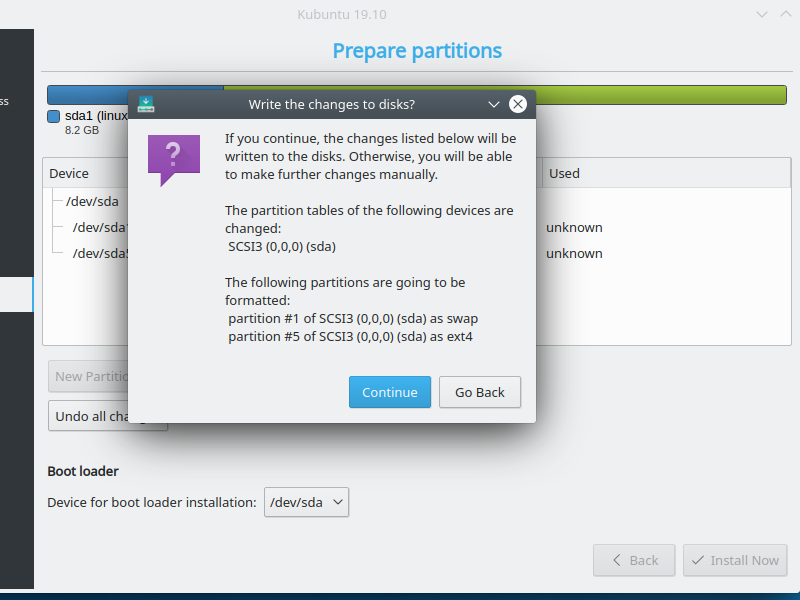 Kubuntu 19.10
Prepare partitions
ss
sda1 (linux
8.2 GB
Device
Used
/dev/sda
/dev/sda1
unknown
/dev/sda5
unknown
New Partitio
Undo all chang
Write the changes to disks?
If you continue, the changes listed below will be
written to the disks. Otherwise, you will be able
to make further changes manually.
The partition tables of the following devices are
changed:
SCSI3 (0,0,0) (sda)
The following partitions are going to be
formatted:
partition #1 of SCSI3 (0,0,0) (sda) as swap
partition #5 of SCSI3 (0,0,0) (sda) as ext4
Continue
Go Back
Boot loader
Device for boot loader installation:
/dev/sda
Back
Install Now